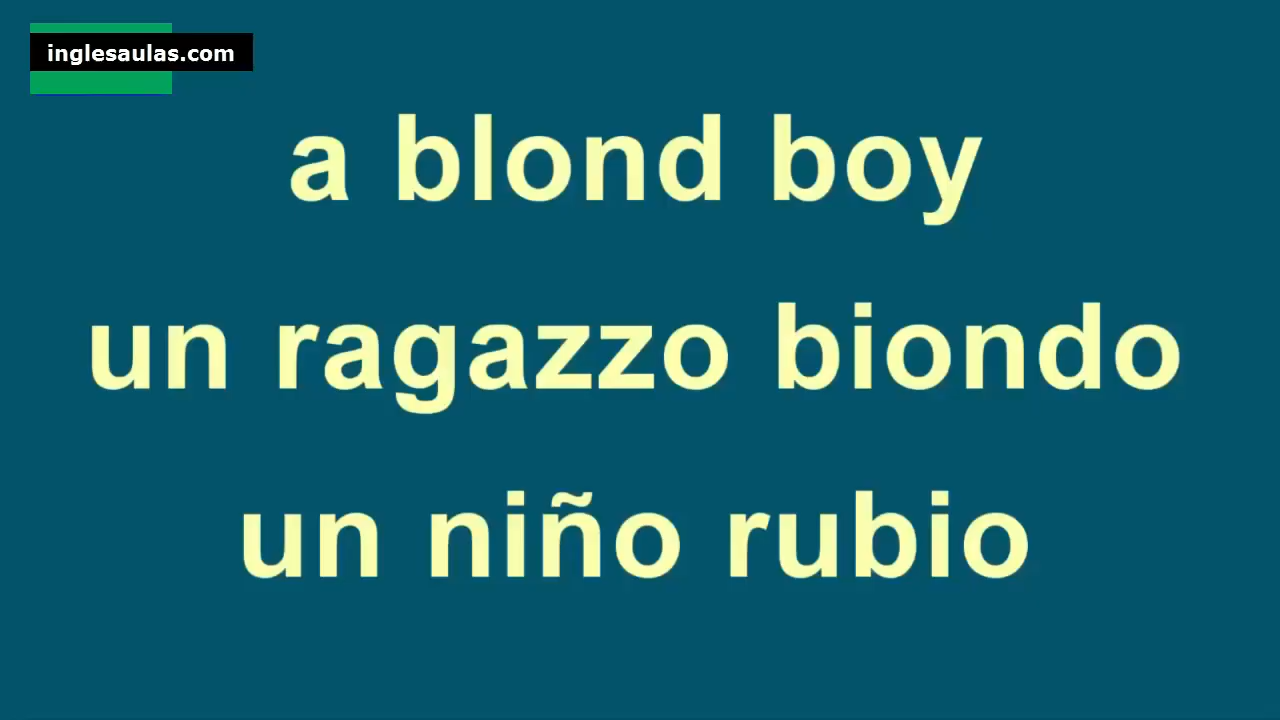 inglesaulas.com
a blond boy
un ragazzo biondo
un niño rubio